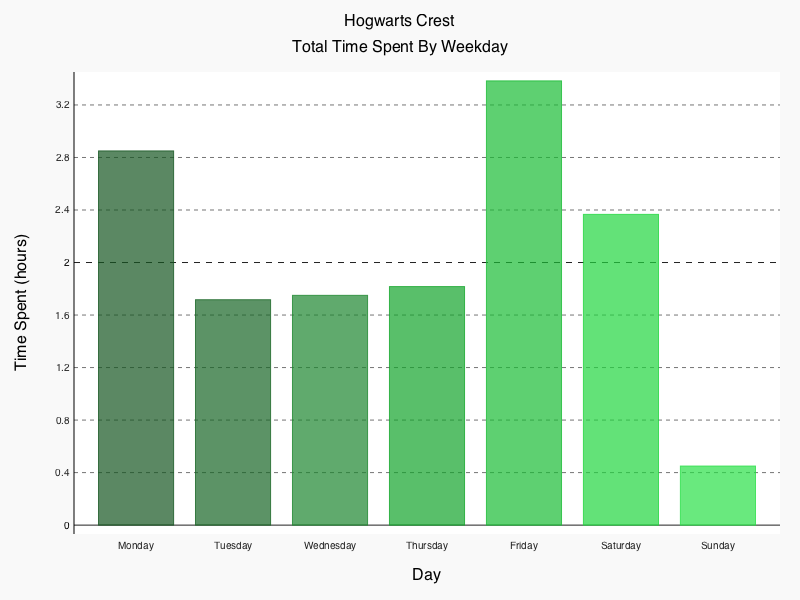 Hogwarts Crest
Total Time Spent By Weekday
Time Spent (hours)
3.2
2.8
2.4
2
1.6
1.2
0.8
0.4
0
Monday Tuesday Wednesday Thursday Friday Saturday Sunday
Day